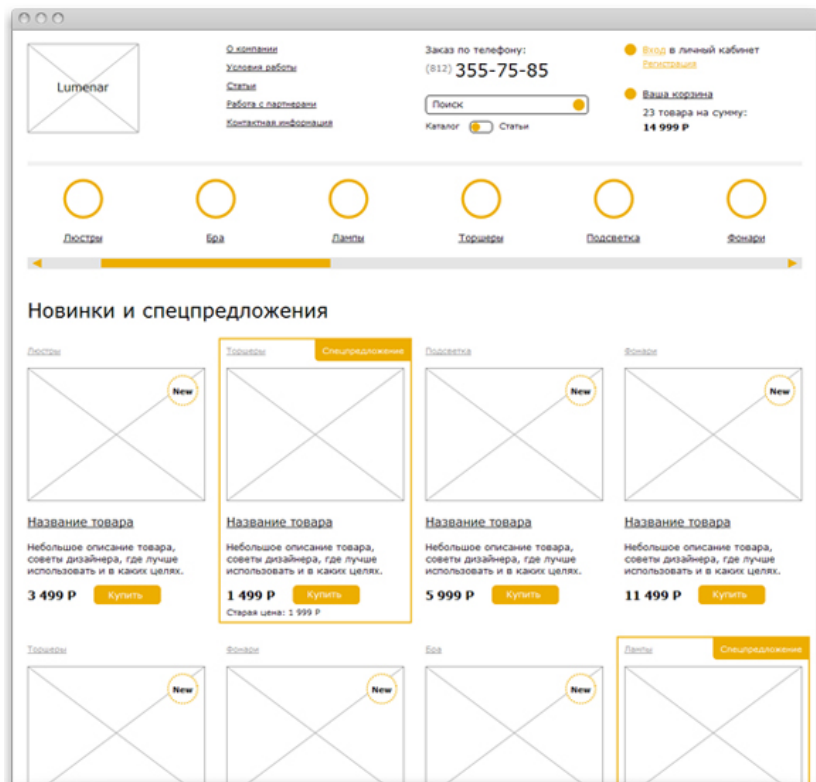 Lumenar
О компании
Условия работы
Статьи
Работа с партнерами
Контактная информация
Заказ по телефону:
(812) 355-75-85
Поиск
Каталог Статьи
Вход в личный кабинет
Регистрация
Ваша корзина
23 товара на сумму:
14 999 Р
Люстры Бра Лампы Торшеры Подсветка Фонари
Новинки и спецпредложения
Люстры Торшеры Спецпредложение Подсветка Фонари
New New New
Название товара Название товара Название товара Название товара
Небольшое описание товара, Небольшое описание товара, Небольшое описание товара, Небольшое описание товара,
советы дизайнера, где лучше советы дизайнера, где лучше советы дизайнера, где лучше советы дизайнера, где лучше
использовать и в каких целях. использовать и в каких целях. использовать и в каких целях. использовать и в каких целях.
3 499 Р Купить 1 499 Р Купить 5 999 Р Купить 11 499 Р Купить
Старая цена: 1 999 Р
Торшеры Фонари Бра Лампы Спецпредложение
New New New